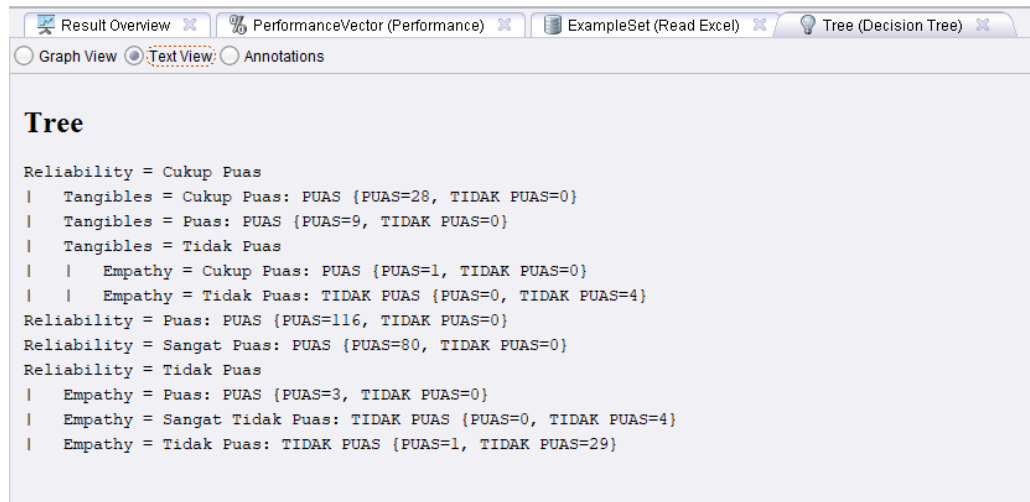 Result Overview
PerformanceVector (Performance)
ExampleSet (Read Excel)
Tree (Decision Tree)
Graph View
Text View
Annotations
Tree
Reliability = Cukup Puas
|   Tangibles = Cukup Puas: PUAS {PUAS=28, TIDAK PUAS=0}
|   Tangibles = Puas: PUAS {PUAS=9, TIDAK PUAS=0}
|   Tangibles = Tidak Puas
|   |   Empathy = Cukup Puas: PUAS {PUAS=1, TIDAK PUAS=0}
|   |   Empathy = Tidak Puas: TIDAK PUAS {PUAS=0, TIDAK PUAS=4}
Reliability = Puas: PUAS {PUAS=116, TIDAK PUAS=0}
Reliability = Sangat Puas: PUAS {PUAS=80, TIDAK PUAS=0}
Reliability = Tidak Puas
|   Empathy = Puas: PUAS {PUAS=3, TIDAK PUAS=0}
|   Empathy = Sangat Tidak Puas: TIDAK PUAS {PUAS=0, TIDAK PUAS=4}
|   Empathy = Tidak Puas: TIDAK PUAS {PUAS=1, TIDAK PUAS=29}